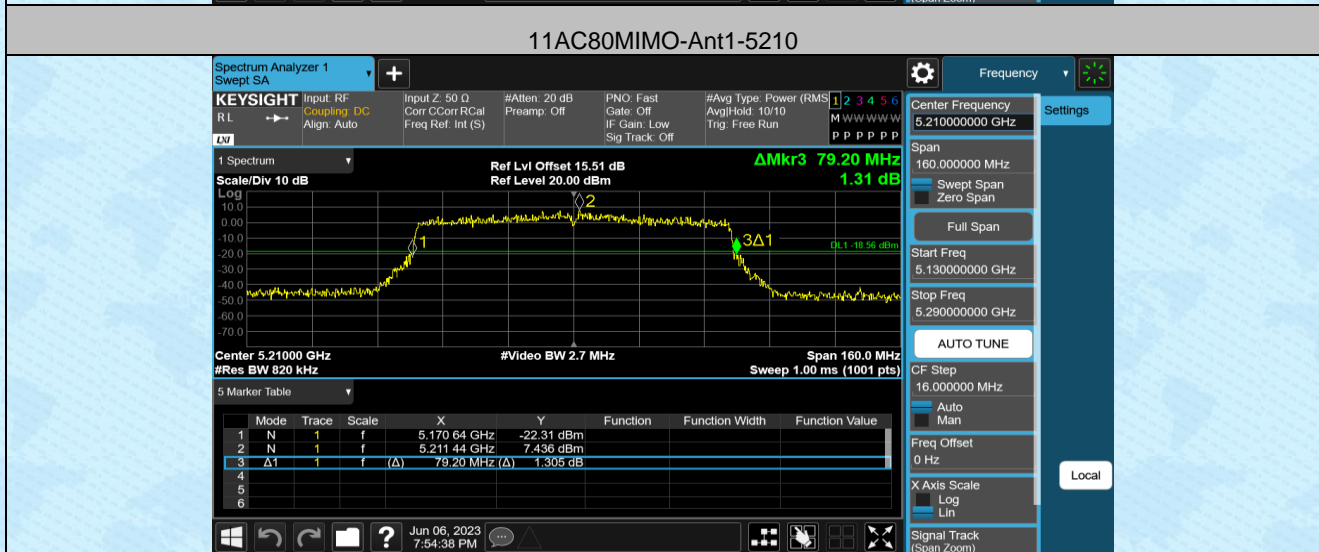 (Span Zoom)
11AC80MIMO-Ant1-5210
Spectrum Analyzer 1
Swept SA
Frequency
KEYSIGHT
R L
LXI
Input: RF
Coupling: DC
Align: Auto
Input Z: 50 Ω
Corr CCorr RCal
Freq Ref: Int (S)
#Atten: 20 dB
Preamp: Off
PNO: Fast
Gate: Off
IF Gain: Low
Sig Track: Off
#Avg Type: Power (RMS
Avg|Hold: 10/10
Trig: Free Run
1 2 3 4 5 6
M W W W W W
P P P P P P
Center Frequency
5.210000000 GHz
Settings
Span
160.000000 MHz
Swept Span
Zero Span
Full Span
Start Freq
5.130000000 GHz
Stop Freq
5.290000000 GHz
AUTO TUNE
CF Step
16.000000 MHz
Auto
Man
Freq Offset
0 Hz
X Axis Scale
Log
Lin
Local
Signal Track
(Span Zoom)
1 Spectrum
Scale/Div 10 dB
Ref Lvl Offset 15.51 dB
Ref Level 20.00 dBm
ΔMkr3 79.20 MHz
1.31 dB
Log
10.0
0.00
-10.0
-20.0
-30.0
-40.0
-50.0
-60.0
-70.0
1
2
3Δ1
DL1 -18.56 dBm
Center 5.21000 GHz
#Video BW 2.7 MHz
Span 160.0 MHz
#Res BW 820 kHz
Sweep 1.00 ms (1001 pts)
5 Marker Table
Mode Trace Scale X Y Function Function Width Function Value
1 N 1 f 5.170 64 GHz -22.31 dBm
2 N 1 f 5.211 44 GHz 7.436 dBm
3 Δ1 1 f (Δ) 79.20 MHz (Δ) 1.305 dB
4
5
6
?
Jun 06, 2023
7:54:38 PM